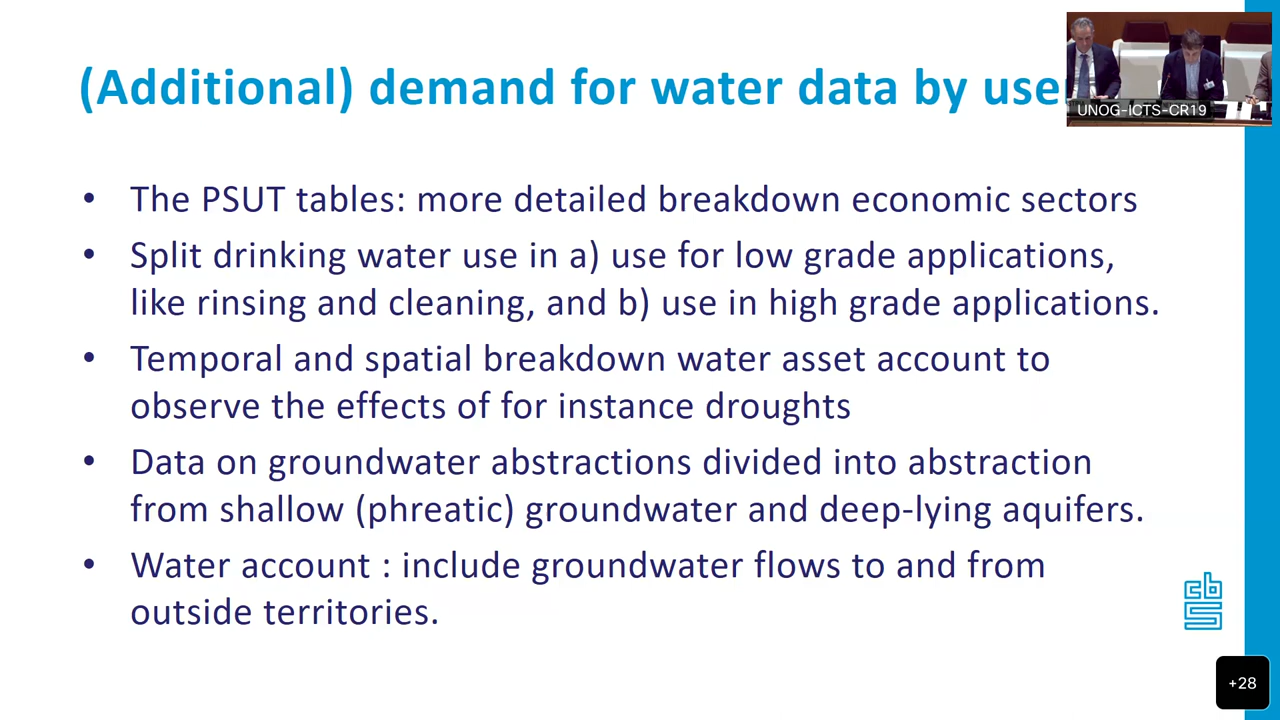 (Additional) demand for water data by use
UNOG-ICTS-CR19
• The PSUT tables: more detailed breakdown economic sectors
• Split drinking water use in a) use for low grade applications,
like rinsing and cleaning, and b) use in high grade applications.
• Temporal and spatial breakdown water asset account to
observe the effects of for instance droughts
• Data on groundwater abstractions divided into abstraction
from shallow (phreatic) groundwater and deep-lying aquifers.
• Water account : include groundwater flows to and from
outside territories.
cbs
+28